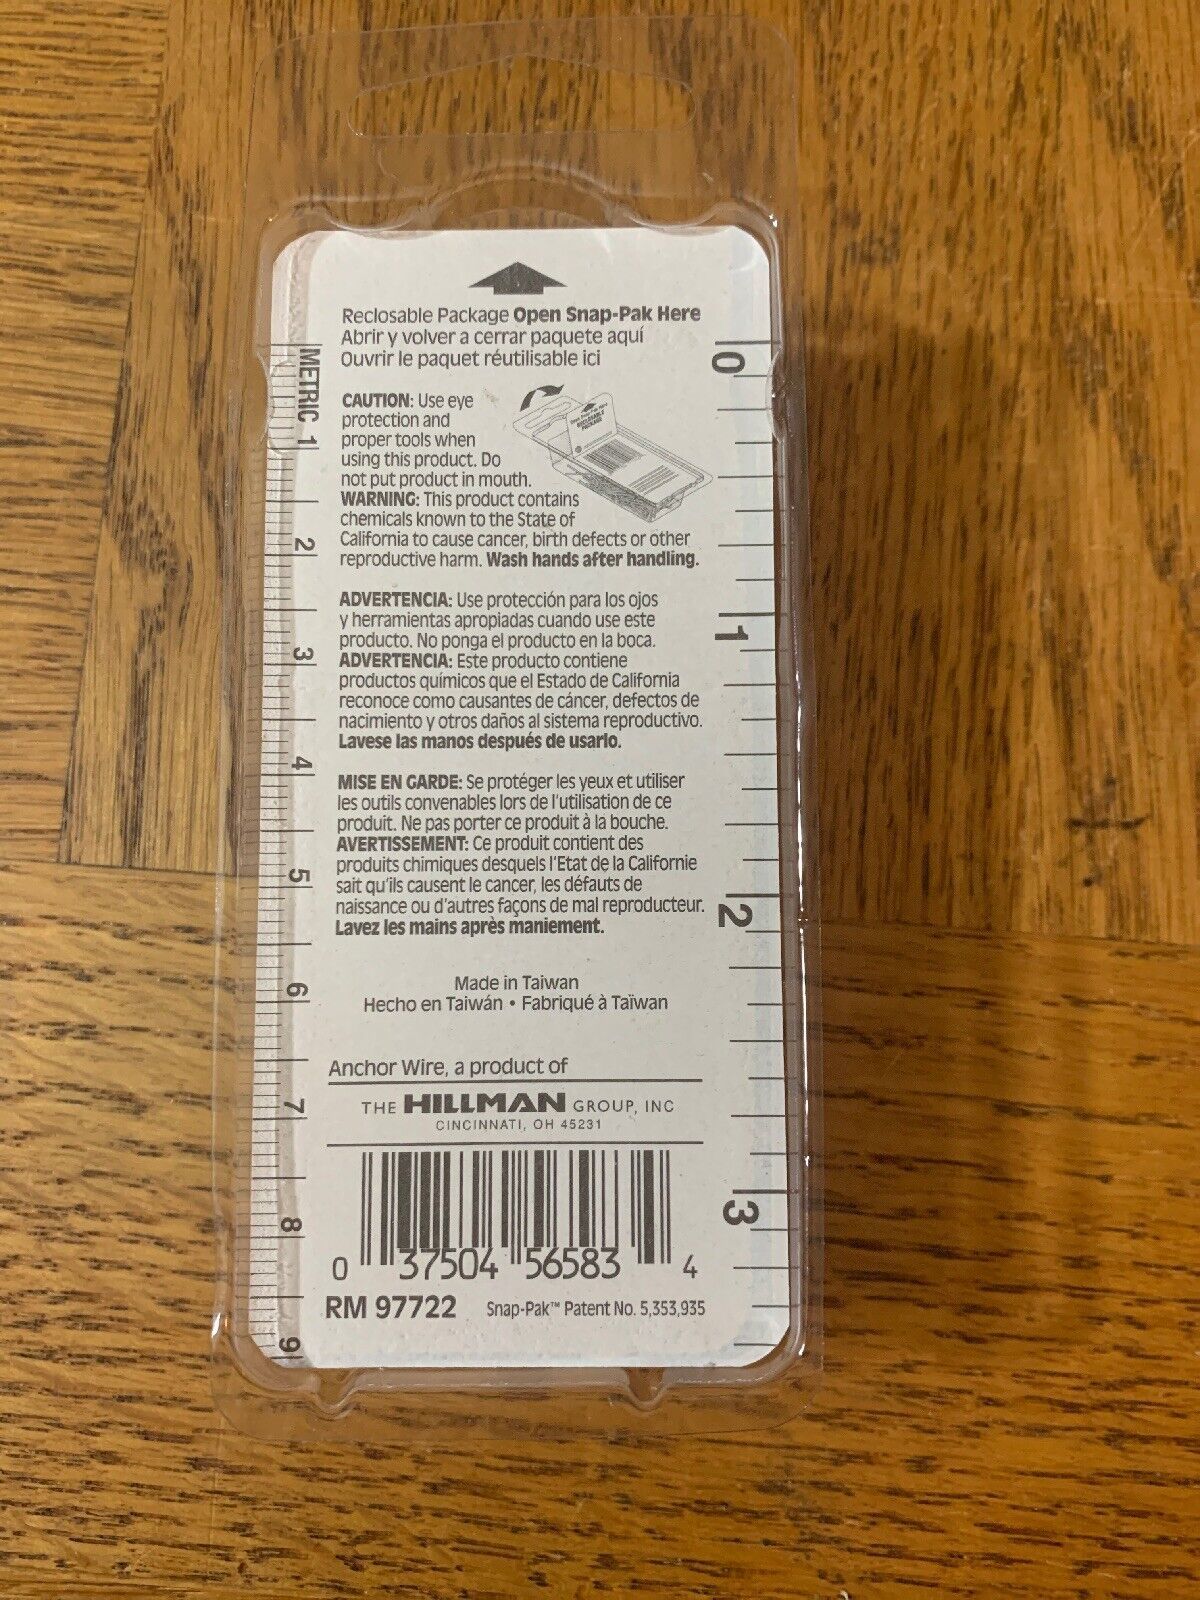 Reclosable Package Open Snap-Pak Here
Abrir y volver a cerrar paquete aquí
Ouvrir le paquet réutilisable ici
CAUTION: Use eye
protection and
proper tools when
using this product. Do
not put product in mouth.
WARNING: This product contains
chemicals known to the State of
California to cause cancer, birth defects or other
reproductive harm. Wash hands after handling.
ADVERTENCIA: Use protección para los ojos
y herramientas apropiadas cuando use este
producto. No ponga el producto en la boca.
ADVERTENCIA: Este producto contiene
productos químicos que el Estado de California
reconoce como causantes de cáncer, defectos de
nacimiento y otros daños al sistema reproductivo.
Lavese las manos después de usarlo.
MISE EN GARDE: Se protéger les yeux et utiliser
les outils convenables lors de l'utilisation de ce
produit. Ne pas porter ce produit à la bouche.
AVERTISSEMENT: Ce produit contient des
produits chimiques desquels l'Etat de la Californie
sait qu'ils causent le cancer, les défauts de
naissance ou d'autres façons de mal reproducteur.
Lavez les mains après maniement.
Made in Taiwan
Hecho en Taiwán • Fabriqué à Taïwan
Anchor Wire, a product of
THE HILLMAN GROUP, INC
CINCINNATI, OH 45231
0 37504 56583 4
RM 97722 Snap-Pak™ Patent No. 5,353,935
METRIC 1
2
3
4
5
6
7
8
9
0
1
2
3